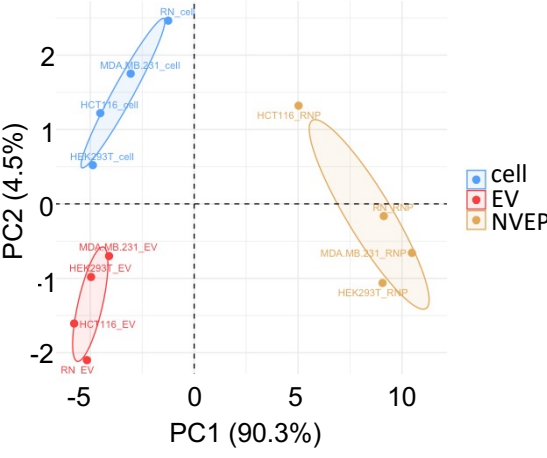 RN_cell
2
MDA.MB.231_cell
HCT116_cell
HCT116_RNP
1
HEK293T_cell
cell
EV
NVEP
0
RN_RNP
PC2 (4.5%)
MDA.MB.231_EV
MDA.MB.231_RNP
HEK293T_EV
-1
HEK293T_RNP
HCT116_EV
-2
RN_EV
-5 0 5 10
PC1 (90.3%)